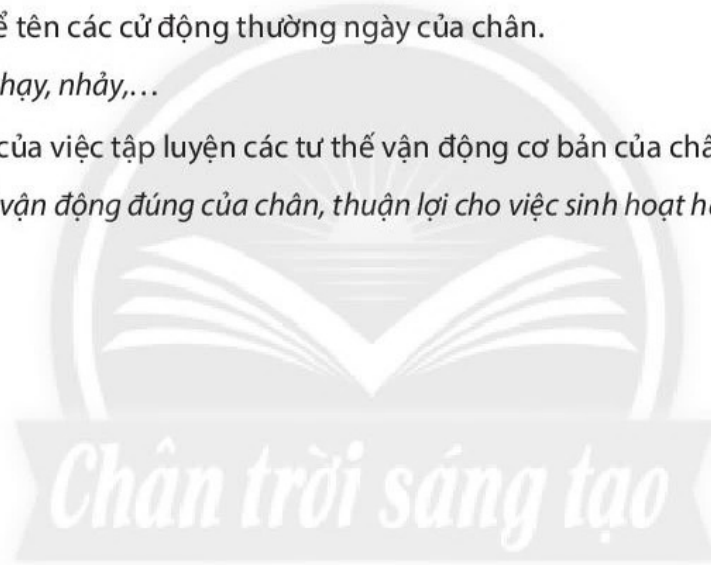 ể tên các cử động thường ngày của chân.
hạy, nhảy,...
của việc tập luyện các tư thế vận động cơ bản của
vận động đúng của chân, thuận lợi cho việc sinh hoạt
Chân trời sáng tạo